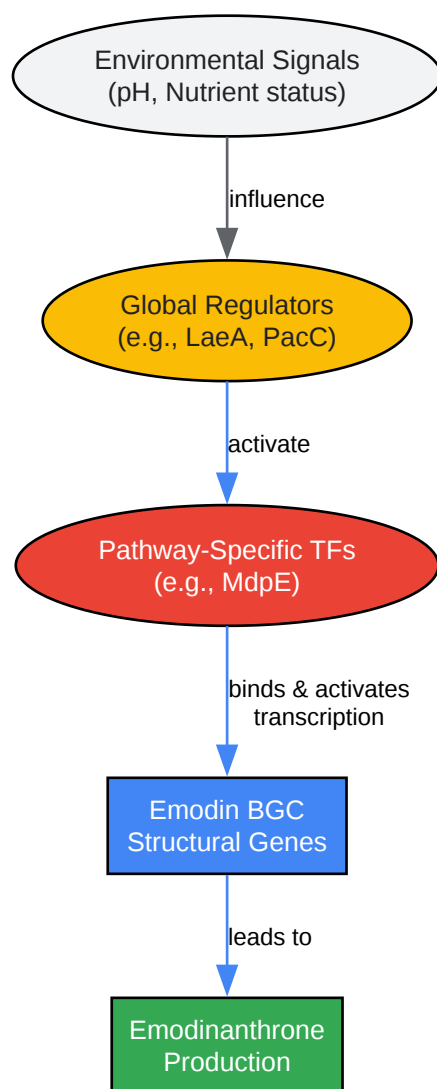 Environmental Signals
(pH, Nutrient status)
influence
Global Regulators
(e.g., LaeA, PacC)
activate
Pathway-Specific TFs
(e.g., MdpE)
binds & activates
transcription
Emodin BGC
Structural Genes
leads to
Emodinanthrone
Production